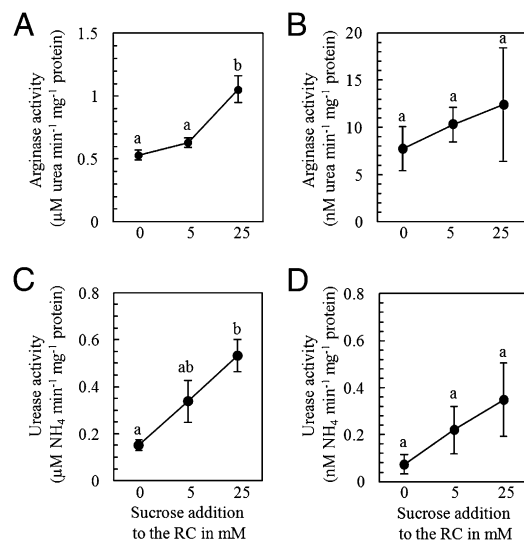 A
Arginase activity
(μM urea min⁻¹ mg⁻¹ protein)
1.5
1
0.5
0
a
a
b
0 5 25
B
Arginase activity
(nM urea min⁻¹ mg⁻¹ protein)
20
15
10
5
0
a
a
a
0 5 25
C
Urease activity
(μM NH₄ min⁻¹ mg⁻¹ protein)
0.8
0.6
0.4
0.2
0
a
ab
b
0 5 25
Sucrose addition
to the RC in mM
D
Urease activity
(nM NH₄ min⁻¹ mg⁻¹ protein)
0.8
0.6
0.4
0.2
0
a
a
a
0 5 25
Sucrose addition
to the RC in mM